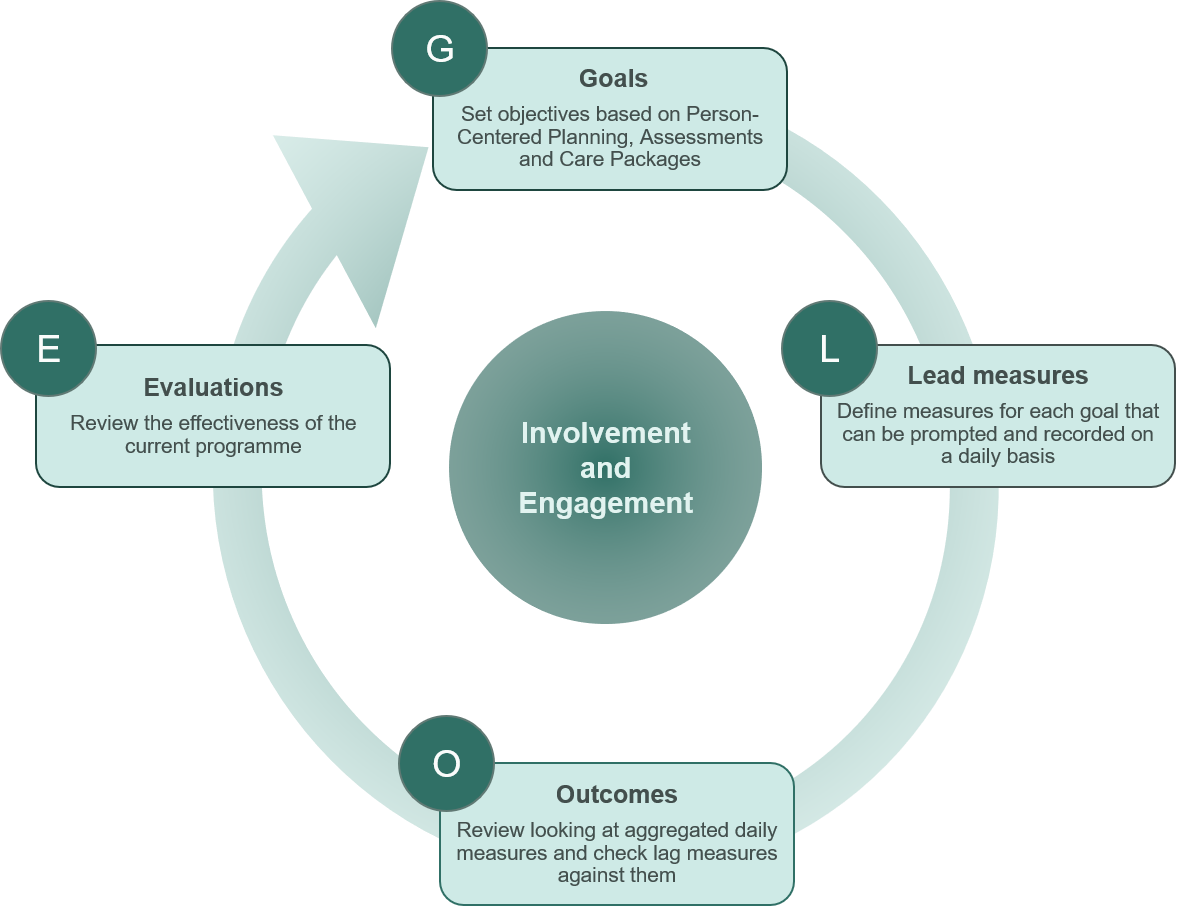 G
Goals
Set objectives based on Person-
Centered Planning, Assessments
and Care Packages
L
Lead measures
Define measures for each goal that
can be prompted and recorded on
a daily basis
O
Outcomes
Review looking at aggregated daily
measures and check lag measures
against them
E
Evaluations
Review the effectiveness of the
current programme
Involvement
and
Engagement